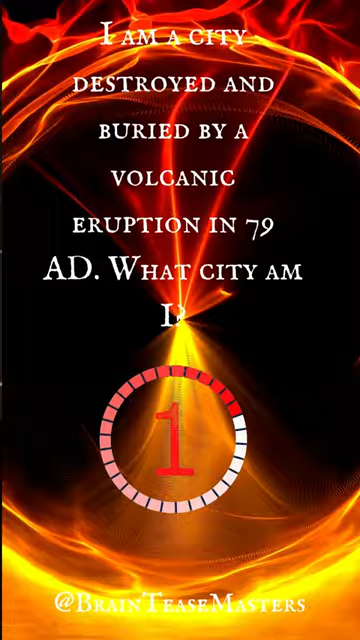 I am a city
destroyed and
buried by a
volcanic
eruption in 79
AD. What city am
I?
1
@BrainTeaseMasters